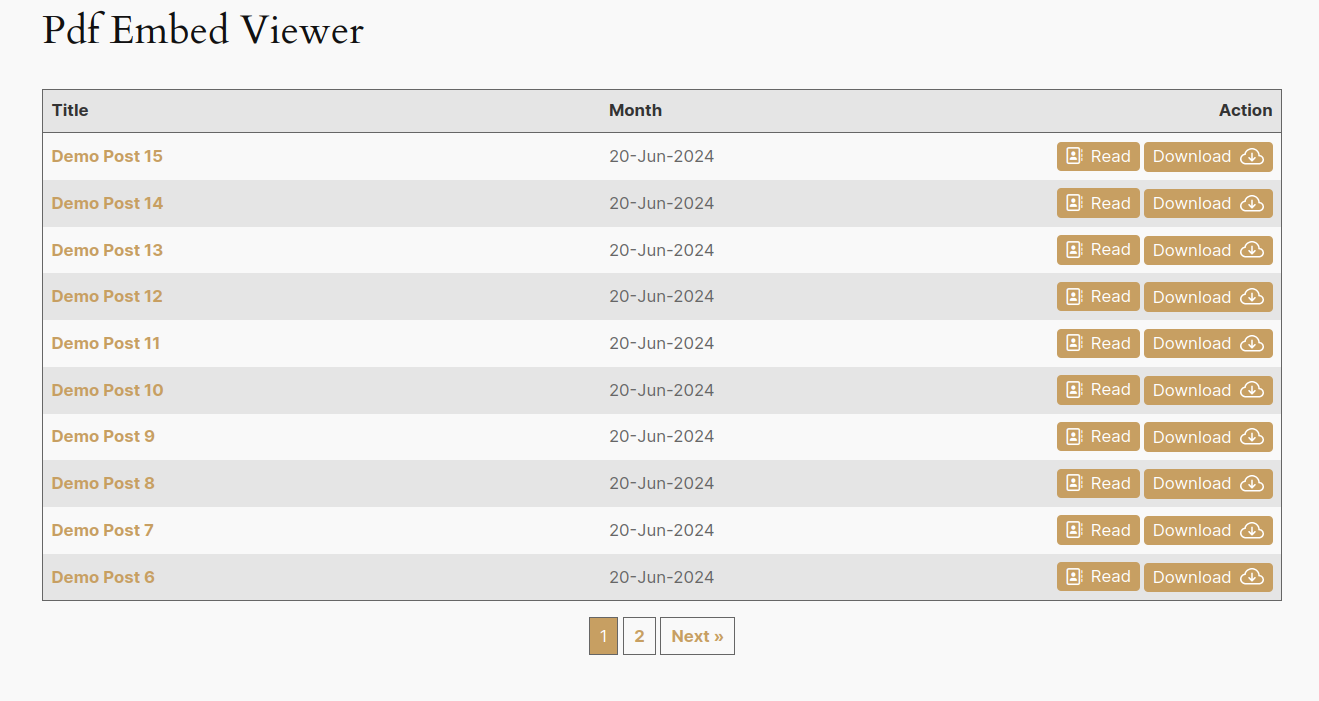 Pdf Embed Viewer
Title Month Action
Demo Post 15 20-Jun-2024 Read Download
Demo Post 14 20-Jun-2024 Read Download
Demo Post 13 20-Jun-2024 Read Download
Demo Post 12 20-Jun-2024 Read Download
Demo Post 11 20-Jun-2024 Read Download
Demo Post 10 20-Jun-2024 Read Download
Demo Post 9 20-Jun-2024 Read Download
Demo Post 8 20-Jun-2024 Read Download
Demo Post 7 20-Jun-2024 Read Download
Demo Post 6 20-Jun-2024 Read Download
1 2 Next »